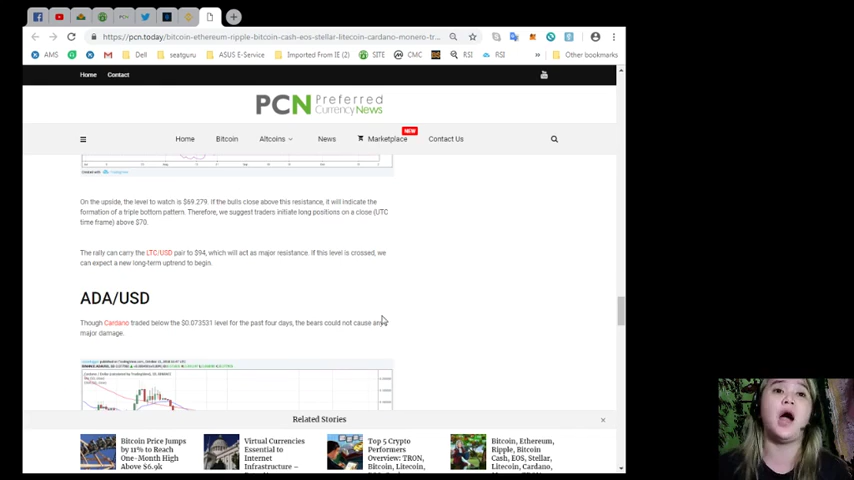 https://pcn.today/bitcoin-ethereum-ripple-bitcoin-cash-eos-stellar-litecoin-cardano-monero-tr...
AMS
Dell
seatguru
ASUS E-Service
Imported From IE (2)
SITE
CMC
RSI
RSI
»
Other bookmarks
Home
Contact
PCN Preferred
Currency News
Home
Bitcoin
Altcoins
News
NEW
Marketplace
Contact Us
On the upside, the level to watch is $69.279. If the bulls close above this resistance, it will indicate the
formation of a triple bottom pattern. Therefore, we suggest traders initiate long positions on a close (UTC
time frame) above $70.
The rally can carry the LTC/USD pair to $94, which will act as major resistance. If this level is crossed, we
can expect a new long-term uptrend to begin.
ADA/USD
Though Cardano traded below the $0.073531 level for the past four days, the bears could not cause any
major damage.
Related Stories
Bitcoin Price Jumps
by 11% to Reach
One-Month High
Above $6.9k
Virtual Currencies
Essential to
Internet
Infrastructure –
Top 5 Crypto
Performers
Overview: TRON,
Bitcoin, Litecoin,
Bitcoin, Ethereum,
Ripple, Bitcoin
Cash, EOS, Stellar,
Litecoin, Cardano,